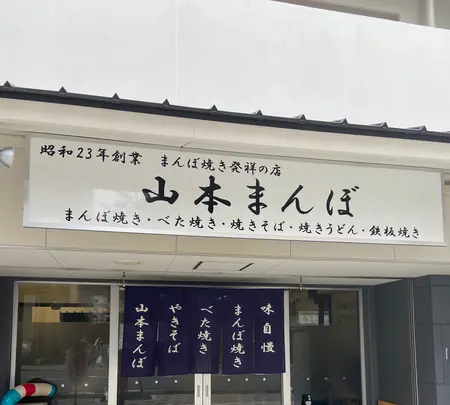 昭和23年創業 まんぼ焼き発祥の店
山本まんぼ
まんぼ焼き・べた焼き・焼きそば・焼きうどん・鉄板焼き
味自慢
まんぼ焼き
べた焼き
やきそば
山本まんぼ